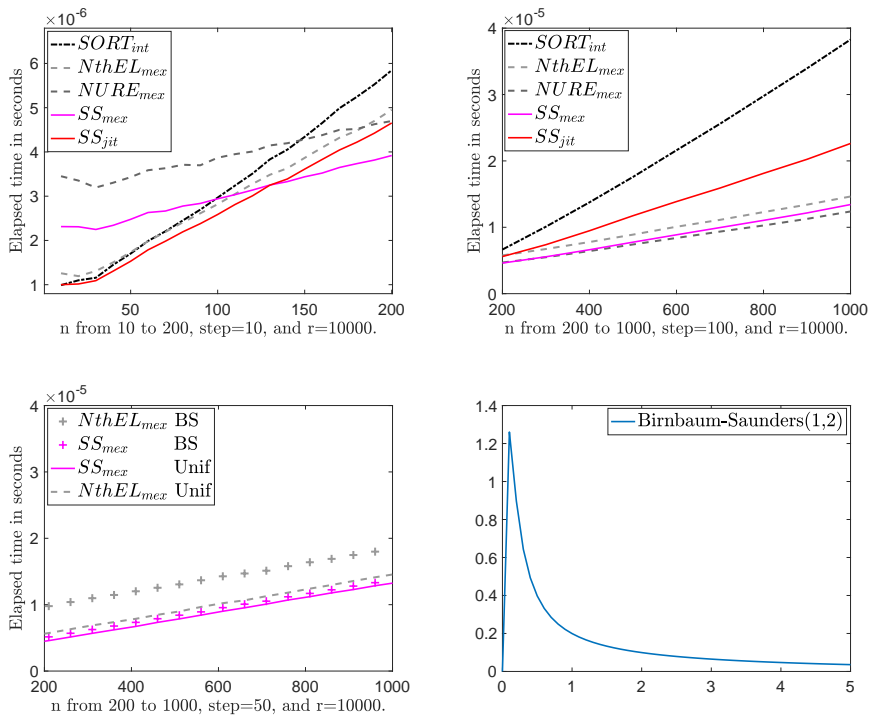 ×10⁻⁶
Elapsed time in seconds
6
5
4
3
2
1
SORT_int
NthEL_mex
NURE_mex
SS_mex
SS_jit
50 100 150 200
n from 10 to 200, step=10, and r=10000.
×10⁻⁵
Elapsed time in seconds
4
3
2
1
0
SORT_int
NthEL_mex
NURE_mex
SS_mex
SS_jit
200 400 600 800 1000
n from 200 to 1000, step=100, and r=10000.
×10⁻⁵
Elapsed time in seconds
4
3
2
1
0
NthEL_mex BS
SS_mex BS
SS_mex Unif
NthEL_mex Unif
200 400 600 800 1000
n from 200 to 1000, step=50, and r=10000.
1.4
1.2
1
0.8
0.6
0.4
0.2
0
Birnbaum-Saunders(1,2)
0 1 2 3 4 5